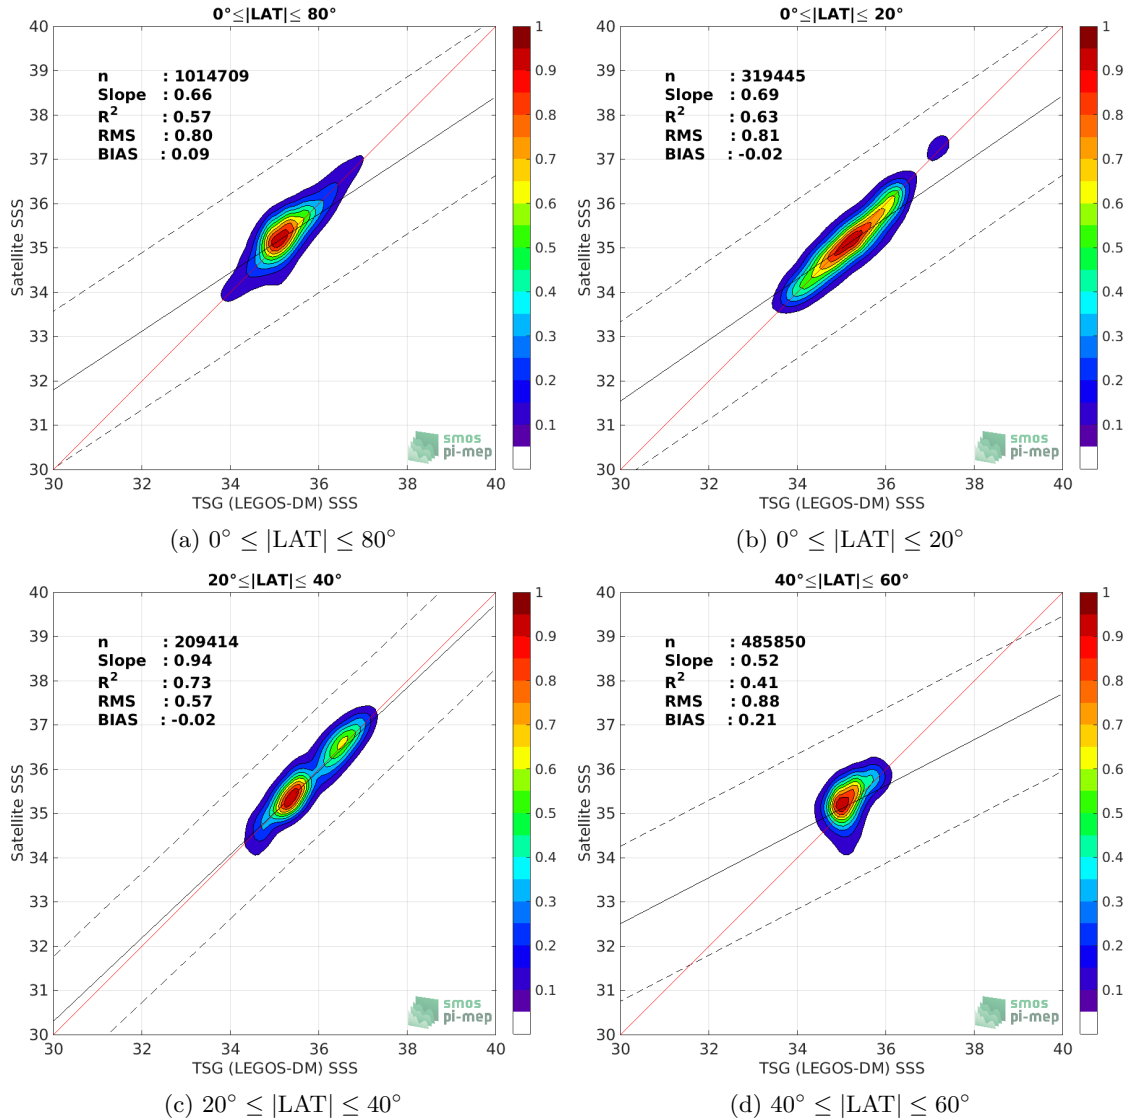 0°≤|LAT|≤ 80°
40
39
38
37
36
35
34
33
32
31
30
Satellite SSS
n : 1014709
Slope : 0.66
R² : 0.57
RMS : 0.80
BIAS : 0.09
smos
pi-mep
30 32 34 36 38 40
TSG (LEGOS-DM) SSS
1
0.9
0.8
0.7
0.6
0.5
0.4
0.3
0.2
0.1
(a) 0° ≤ |LAT| ≤ 80°
0°≤|LAT|≤ 20°
40
39
38
37
36
35
34
33
32
31
30
Satellite SSS
n : 319445
Slope : 0.69
R² : 0.63
RMS : 0.81
BIAS : -0.02
smos
pi-mep
30 32 34 36 38 40
TSG (LEGOS-DM) SSS
1
0.9
0.8
0.7
0.6
0.5
0.4
0.3
0.2
0.1
(b) 0° ≤ |LAT| ≤ 20°
20°≤|LAT|≤ 40°
40
39
38
37
36
35
34
33
32
31
30
Satellite SSS
n : 209414
Slope : 0.94
R² : 0.73
RMS : 0.57
BIAS : -0.02
smos
pi-mep
30 32 34 36 38 40
TSG (LEGOS-DM) SSS
1
0.9
0.8
0.7
0.6
0.5
0.4
0.3
0.2
0.1
(c) 20° ≤ |LAT| ≤ 40°
40°≤|LAT|≤ 60°
40
39
38
37
36
35
34
33
32
31
30
Satellite SSS
n : 485850
Slope : 0.52
R² : 0.41
RMS : 0.88
BIAS : 0.21
smos
pi-mep
30 32 34 36 38 40
TSG (LEGOS-DM) SSS
1
0.9
0.8
0.7
0.6
0.5
0.4
0.3
0.2
0.1
(d) 40° ≤ |LAT| ≤ 60°